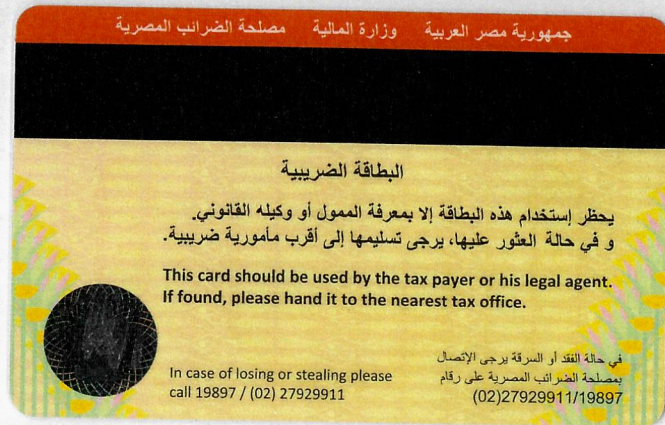 جمهورية مصر العربية وزارة المالية مصلحة الضرائب المصرية
البطاقة الضريبية
يحظر إستخدام هذه البطاقة إلا بمعرفة الممول أو وكيله القانوني.
و في حالة العثور عليها، يرجى تسليمها إلى أقرب مأمورية ضريبية.
This card should be used by the tax payer or his legal agent.
If found, please hand it to the nearest tax office.
في حالة الفقد أو السرقة يرجى الإتصال
بمصلحة الضرائب المصرية على رقام
(02)27929911/19897
In case of losing or stealing please
call 19897 / (02) 27929911